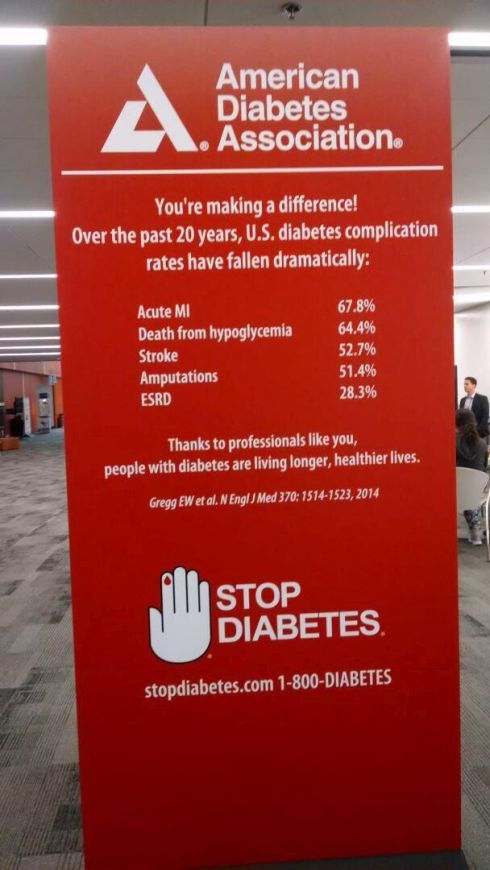 American
Diabetes
Association®
You're making a difference!
Over the past 20 years, U.S. diabetes complication
rates have fallen dramatically:
Acute MI 67.8%
Death from hypoglycemia 64.4%
Stroke 52.7%
Amputations 51.4%
ESRD 28.3%
Thanks to professionals like you,
people with diabetes are living longer, healthier lives.
Gregg EW et al. N Engl J Med 370: 1514-1523, 2014
STOP
DIABETES.
stopdiabetes.com 1-800-DIABETES